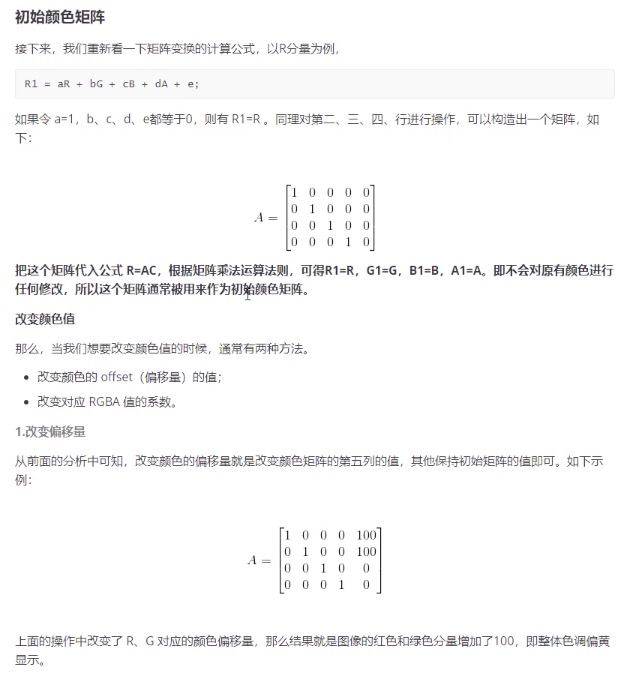 初始颜色矩阵
接下来，我们重新看一下矩阵变换的计算公式，以R分量为例，
R1 = aR + bG + cB + dA + e;
如果令 a=1，b、c、d、e都等于0，则有 R1=R 。同理对第二、三、四、行进行操作，可以构造出一个矩阵，如
下：
A =
1 0 0 0 0
0 1 0 0 0
0 0 1 0 0
0 0 0 1 0
把这个矩阵代入公式 R=AC，根据矩阵乘法运算法则，可得R1=R，G1=G，B1=B，A1=A。即不会对原有颜色进行
任何修改，所以这个矩阵通常被用来作为初始颜色矩阵。
改变颜色值
那么，当我们想要改变颜色值的时候，通常有两种方法。
• 改变颜色的 offset（偏移量）的值；
• 改变对应 RGBA 值的系数。
1.改变偏移量
从前面的分析中可知，改变颜色的偏移量就是改变颜色矩阵的第五列的值，其他保持初始矩阵的值即可。如下示
例：
A =
1 0 0 0 100
0 1 0 0 100
0 0 1 0 0
0 0 0 1 0
上面的操作中改变了 R、G 对应的颜色偏移量，那么结果就是图像的红色和绿色分量增加了100，即整体色调偏黄
显示。